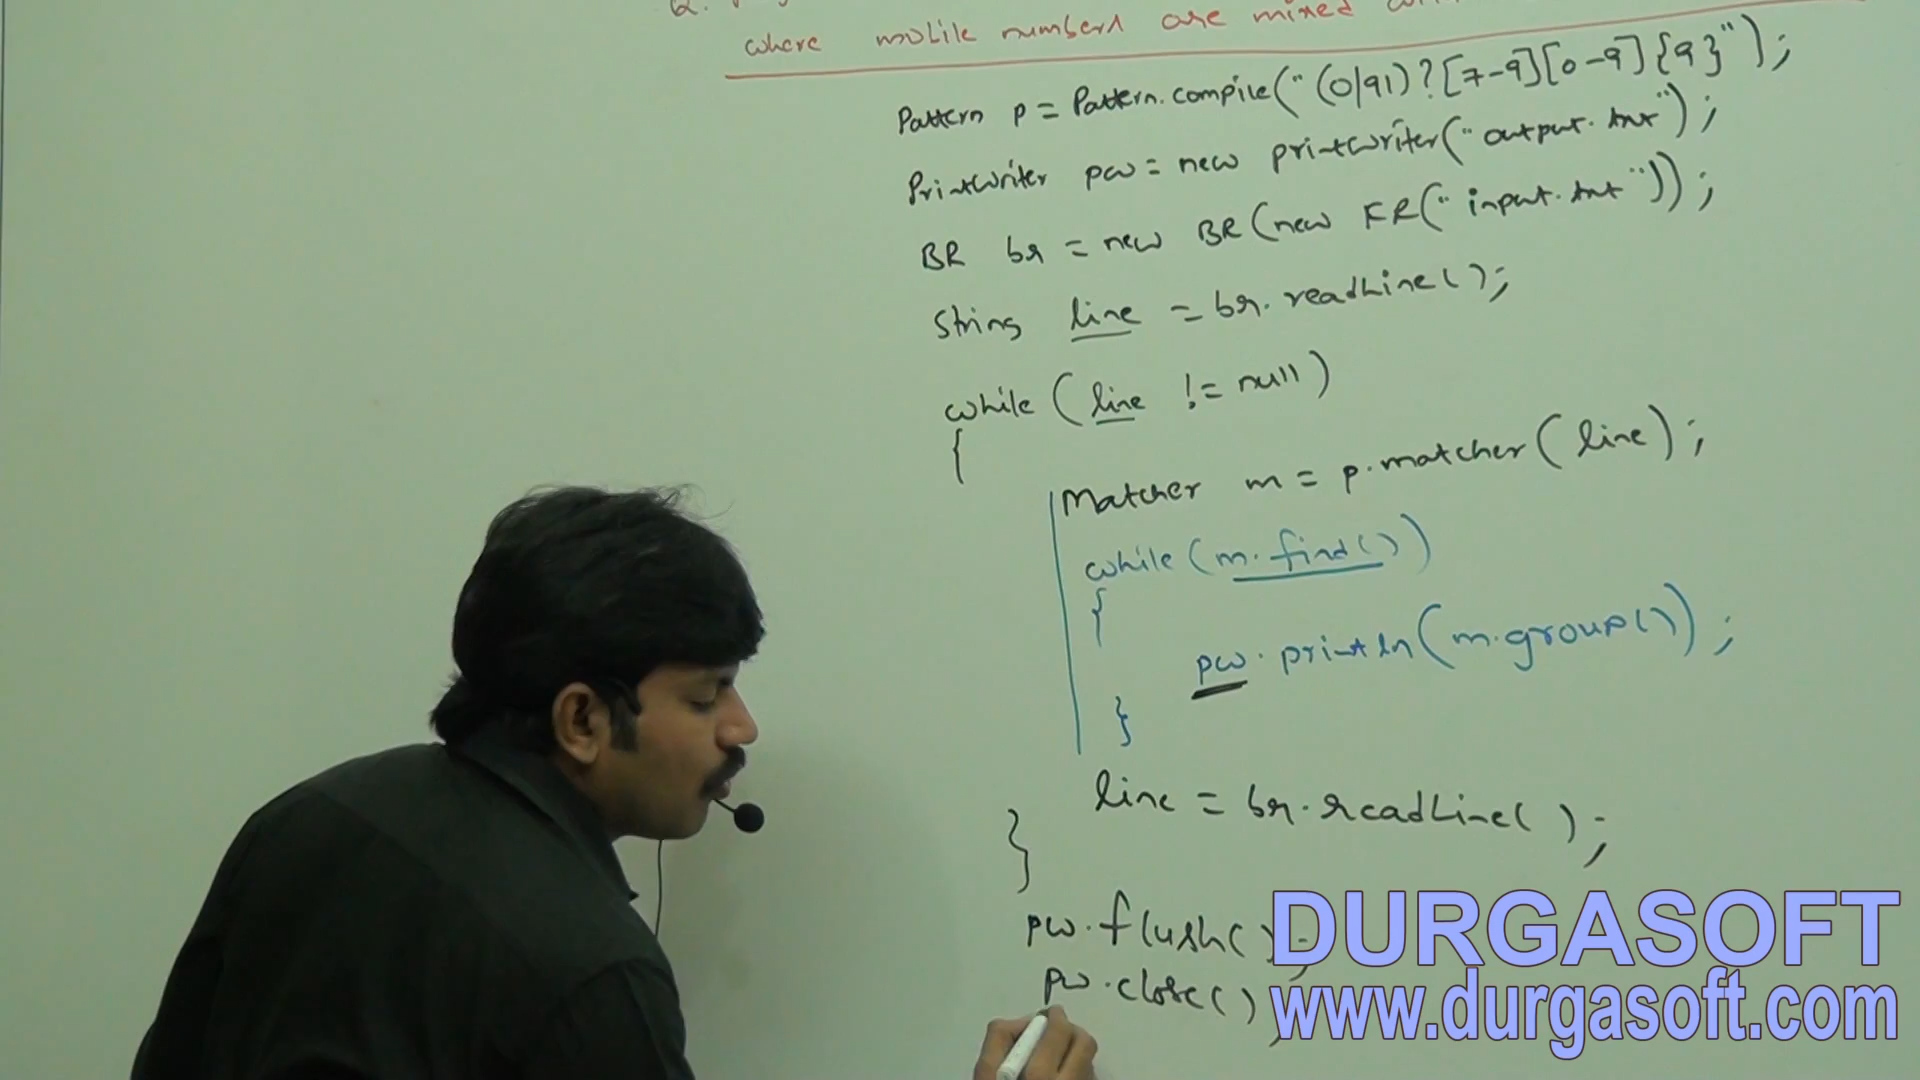 Q.
where mobile numbers are mixed
Pattern p = Pattern.compile("(0|91)?[7-9][0-9]{9}");
PrintWriter pw = new printWriter("output.txt");
BR br = new BR(new FR("input.txt"));
String line = br.readLine();
while (line != null)
{
Matcher m = p.matcher(line);
while (m.find())
{
pw.println(m.group());
}
line = br.readLine();
}
pw.flush();
pw.close();
DURGASOFT
www.durgasoft.com